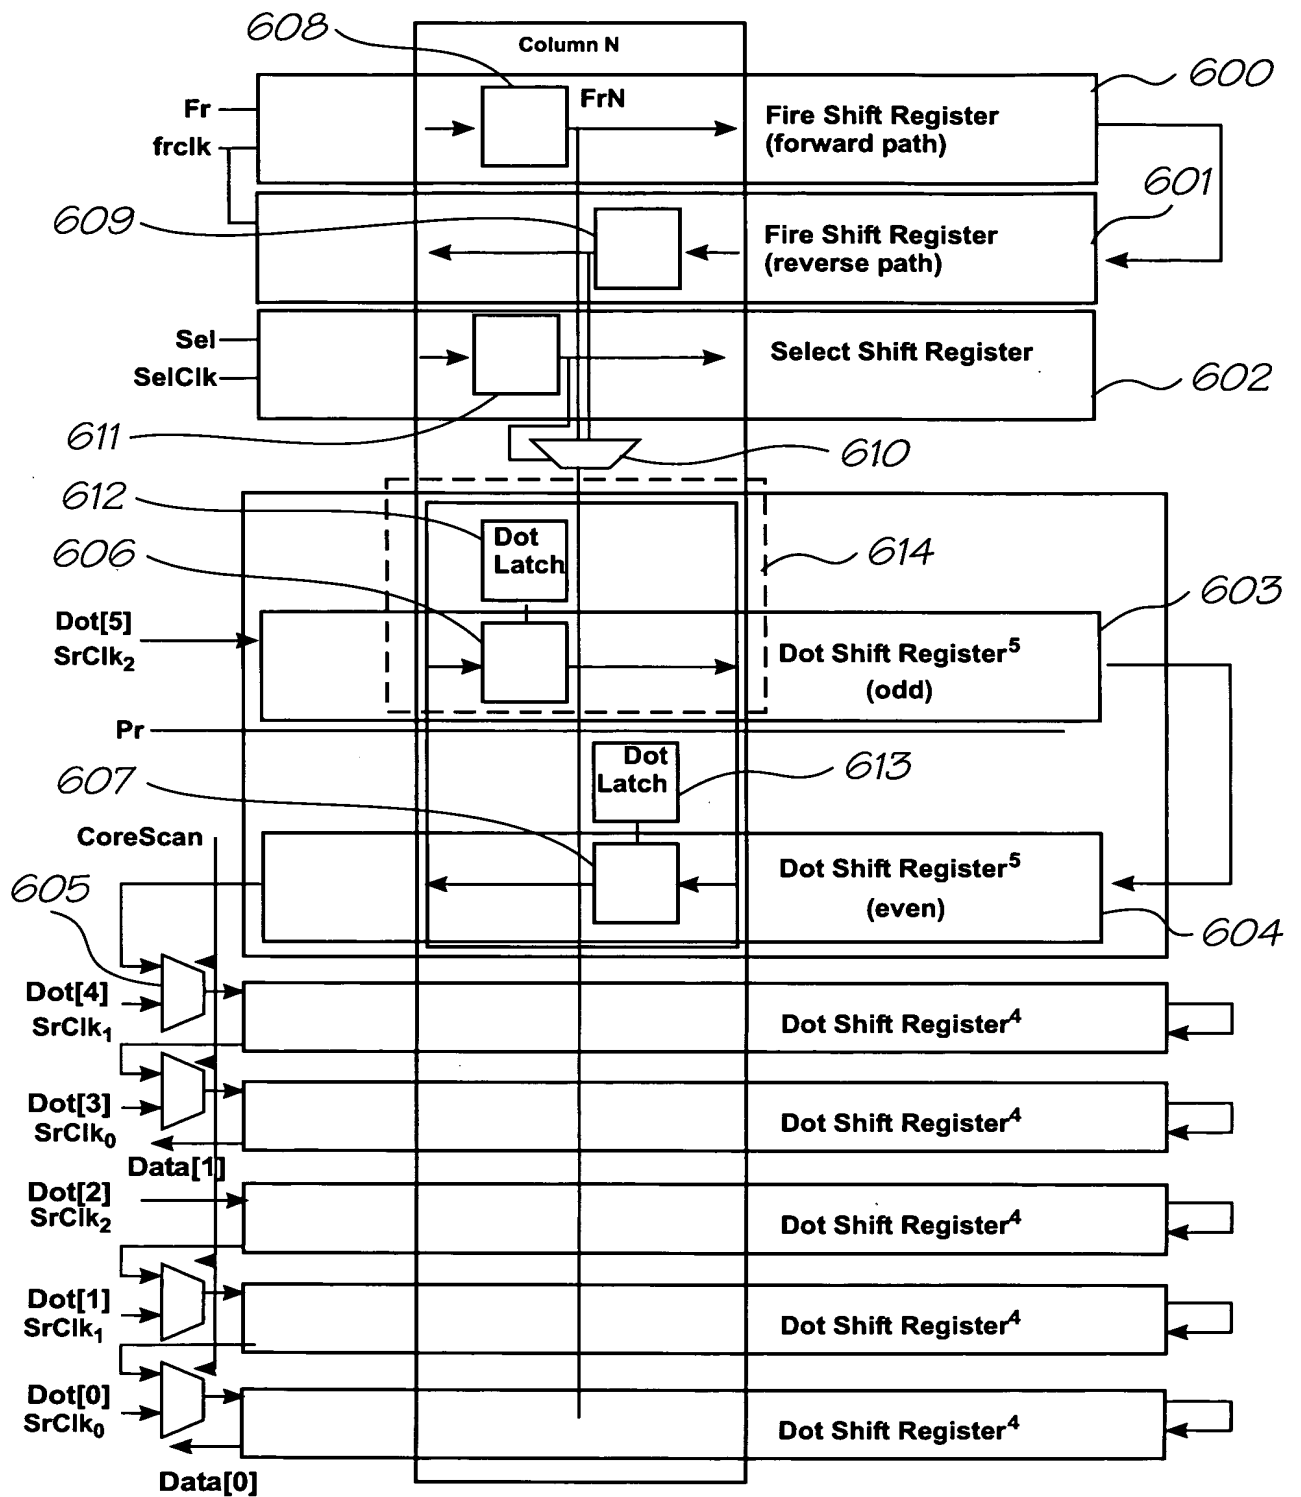 608
Column N
600
Fr
FrN
Fire Shift Register
(forward path)
frclk
601
609
Fire Shift Register
(reverse path)
Sel
Select Shift Register
SelClk
602
611
610
612
Dot
Latch
606
614
603
Dot[5]
SrClk2
Dot Shift Register5
(odd)
Pr
Dot
Latch
613
607
CoreScan
Dot Shift Register5
(even)
605
604
Dot[4]
SrClk1
Dot Shift Register4
Dot[3]
SrClk0
Dot Shift Register4
Data[1]
Dot[2]
SrClk2
Dot Shift Register4
Dot[1]
SrClk1
Dot Shift Register4
Dot[0]
SrClk0
Dot Shift Register4
Data[0]